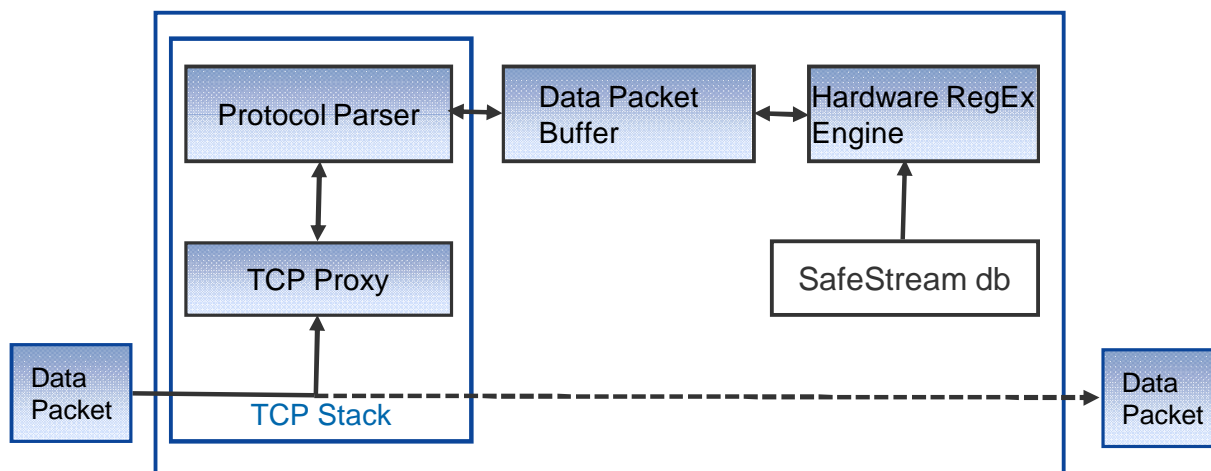 Protocol Parser
Data Packet
Buffer
Hardware RegEx
Engine
TCP Proxy
SafeStream db
Data
Packet
TCP Stack
Data
Packet